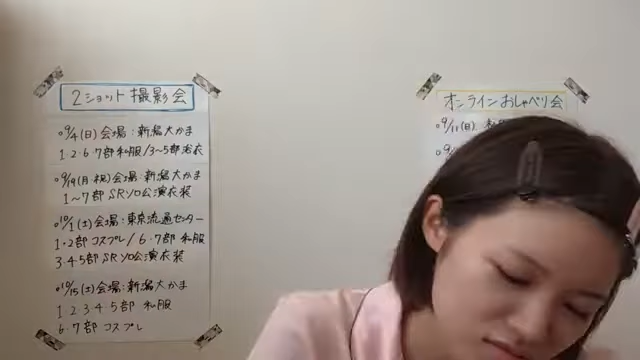 2ショット撮影会
○9/4(日)会場:新潟大かま
1・2・6・7部 私服/3~5部 浴衣
○9/19(月・祝)会場:新潟大かま
1~7部 SRソロ公演衣装
○10/1(土)会場:東京流通センター
1・2部 コスプレ/6・7部 私服
3・4・5部 SRソロ公演衣装
○10/15(土)会場:新潟大かま
1・2・3・4・5部 私服
6・7部 コスプレ
オンラインおしゃべり会
○9/11(日)